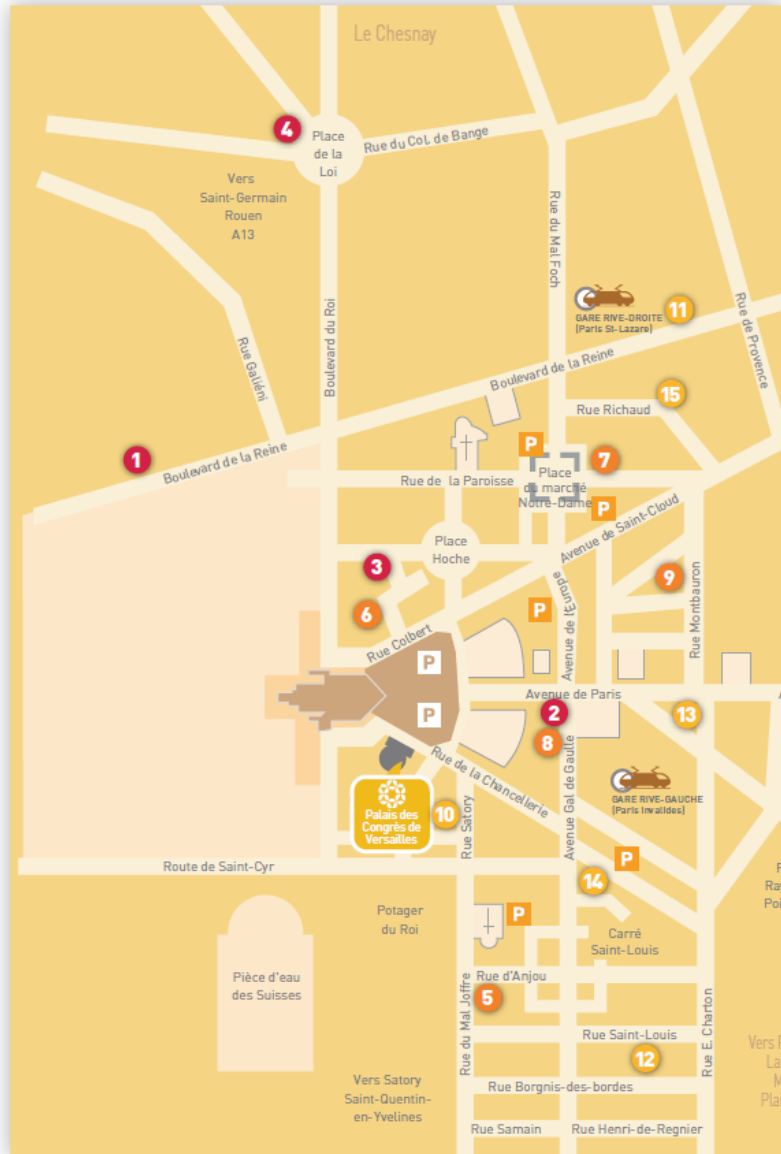 Le Chesnay
4
Place
de la
Loi
Rue du Col. de Bange
Vers
Saint-Germain
Rouen
A13
Rue du Mal Foch
GARE RIVE-DROITE
(Paris St-Lazare)
11
Rue de Provence
Boulevard du Roi
Rue Galiéni
Boulevard de la Reine
15
Rue Richaud
1
Boulevard de la Reine
P
7
Rue de la Paroisse
Place
du marché
Notre-Dame
P
Avenue de Saint-Cloud
Place
Hoche
3
9
6
P
Avenue de l'Europe
Rue Montbauron
Rue Colbert
P
Avenue de Paris
P
2
13
8
Rue de la Chancellerie
Avenue Gal de Gaulle
GARE RIVE-GAUCHE
(Paris Invalides)
Palais des
Congrès de
Versailles
10
Rue Satory
P
Route de Saint-Cyr
14
Potager
du Roi
P
Carré
Saint-Louis
Pièce d'eau
des Suisses
Rue d'Anjou
5
Rue du Mal Joffre
Rue Saint-Louis
Rue E. Charton
12
Vers Satory
Saint-Quentin-
en-Yvelines
Rue Borgnis-des-bordes
Rue Samain
Rue Henri-de-Regnier